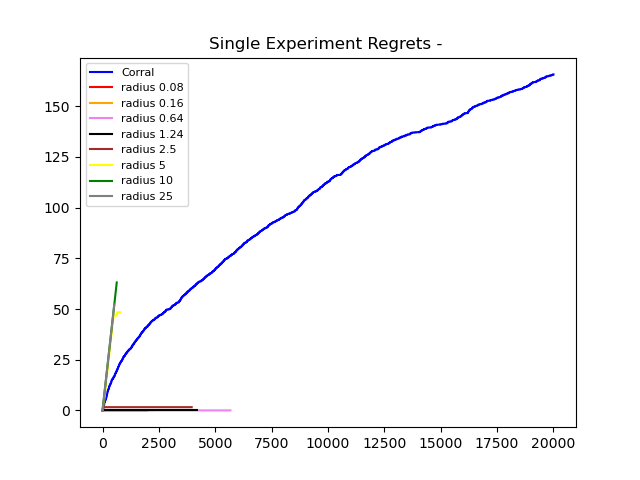 Single Experiment Regrets -
Corral
radius 0.08
radius 0.16
radius 0.64
radius 1.24
radius 2.5
radius 5
radius 10
radius 25
150
125
100
75
50
25
0
0 2500 5000 7500 10000 12500 15000 17500 20000